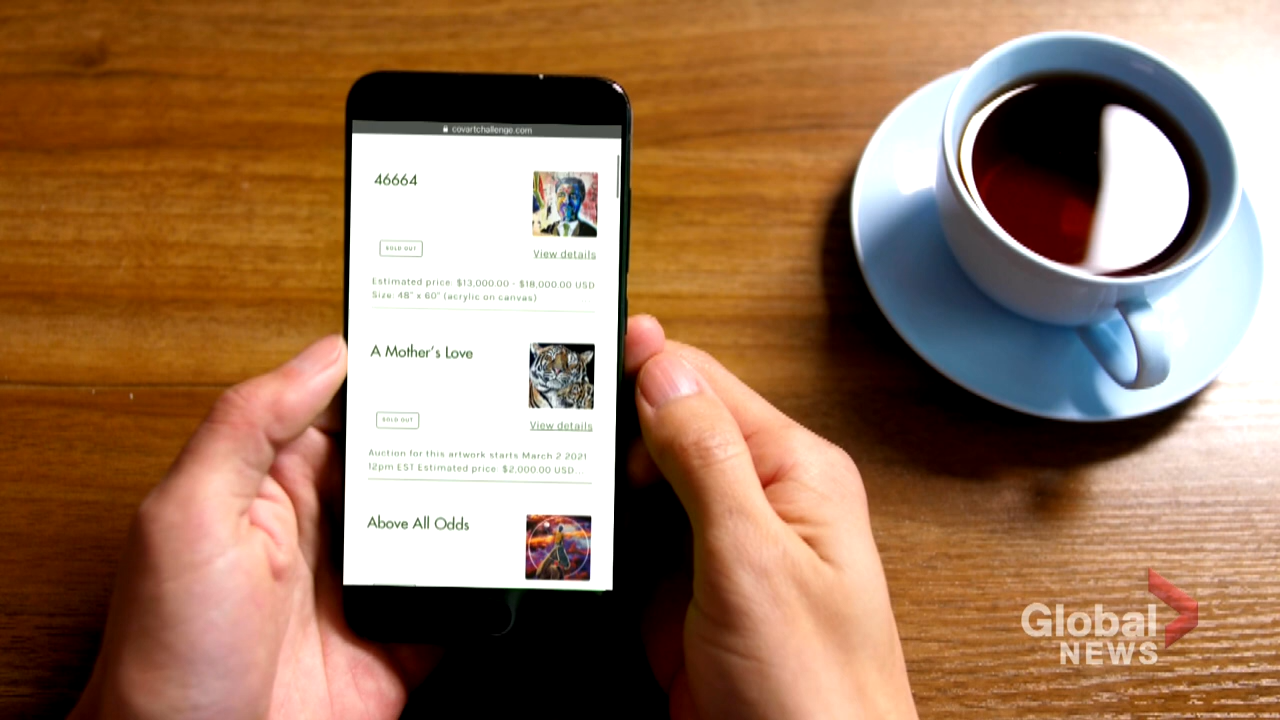 covartchallenge.com
46664
SOLD OUT
View details
Estimated price: $13,000.00 - $18,000.00 USD
Size: 48" x 60" (acrylic on canvas)
A Mother's Love
SOLD OUT
View details
Auction for this artwork starts March 2 2021
12pm EST Estimated price: $2,000.00 USD...
Above All Odds
Global
NEWS